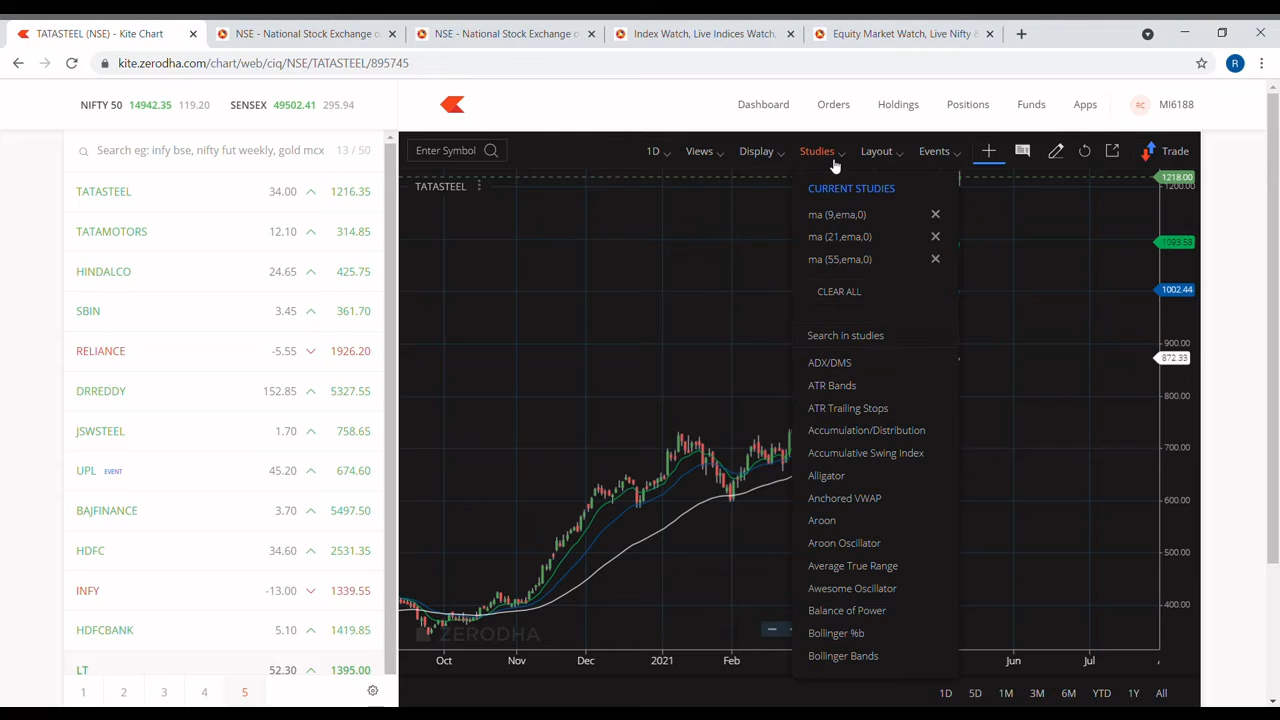 TATASTEEL (NSE) - Kite Chart
NSE - National Stock Exchange o
NSE - National Stock Exchange o
Index Watch, Live Indices Watch.
Equity Market Watch, Live Nifty &
kite.zerodha.com/chart/web/ciq/NSE/TATASTEEL/895745
R
NIFTY 50 14942.35 119.20 SENSEX 49502.41 295.94
Dashboard Orders Holdings Positions Funds Apps RC MI6188
Search eg: infy bse, nifty fut weekly, gold mcx 13 / 50
TATASTEEL 34.00 1216.35
TATAMOTORS 12.10 314.85
HINDALCO 24.65 425.75
SBIN 3.45 361.70
RELIANCE -5.55 1926.20
DRREDDY 152.85 5327.55
JSWSTEEL 1.70 758.65
UPL EVENT 45.20 674.60
BAJFINANCE 3.70 5497.50
HDFC 34.60 2531.35
INFY -13.00 1339.55
HDFCBANK 5.10 1419.85
LT 52.30 1395.00
1 2 3 4 5
Enter Symbol 1D Views Display Studies Layout Events Trade
TATASTEEL
CURRENT STUDIES
ma (9,ema,0)
ma (21,ema,0)
ma (55,ema,0)
CLEAR ALL
Search in studies
ADX/DMS
ATR Bands
ATR Trailing Stops
Accumulation/Distribution
Accumulative Swing Index
Alligator
Anchored VWAP
Aroon
Aroon Oscillator
Average True Range
Awesome Oscillator
Balance of Power
Bollinger %b
Bollinger Bands
1218.00
1200.00
1093.58
1002.44
900.00
872.33
800.00
700.00
600.00
500.00
400.00
ZERODHA
Oct Nov Dec 2021 Feb Jun Jul
1D 5D 1M 3M 6M YTD 1Y All